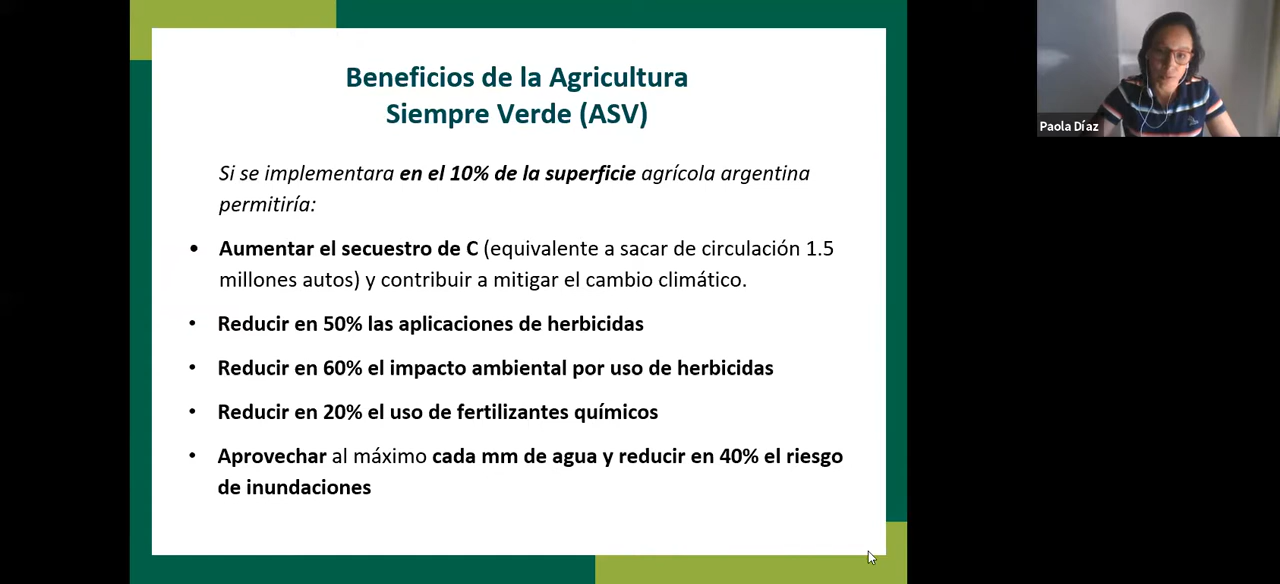 Beneficios de la Agricultura
Siempre Verde (ASV)
Si se implementara en el 10% de la superficie agrícola argentina
permitiría:
• Aumentar el secuestro de C (equivalente a sacar de circulación 1.5
millones autos) y contribuir a mitigar el cambio climático.
• Reducir en 50% las aplicaciones de herbicidas
• Reducir en 60% el impacto ambiental por uso de herbicidas
• Reducir en 20% el uso de fertilizantes químicos
• Aprovechar al máximo cada mm de agua y reducir en 40% el riesgo
de inundaciones
Paola Díaz